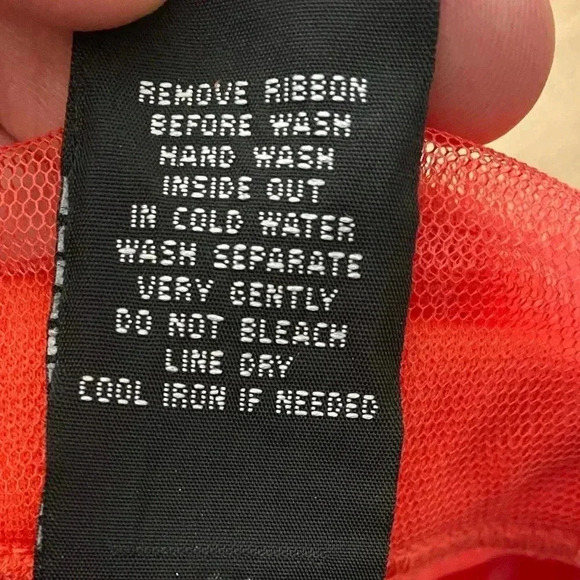 REMOVE RIBBON
BEFORE WASH
HAND WASH
INSIDE OUT
IN COLD WATER
WASH SEPARATE
VERY GENTLY
DO NOT BLEACH
LINE DRY
COOL IRON IF NEEDED